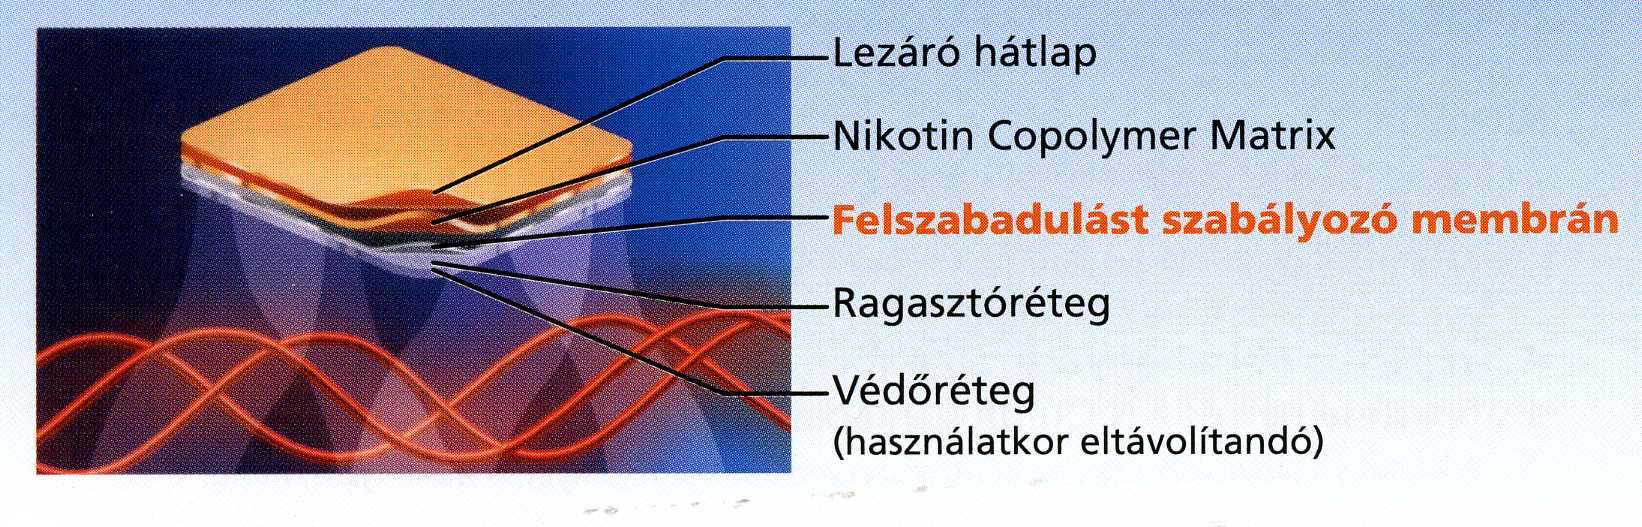 Lezáró hátlap
Nikotin Copolymer Matrix
Felszabadulást szabályozó membrán
Ragasztóréteg
Védőréteg
(használatkor eltávolítandó)